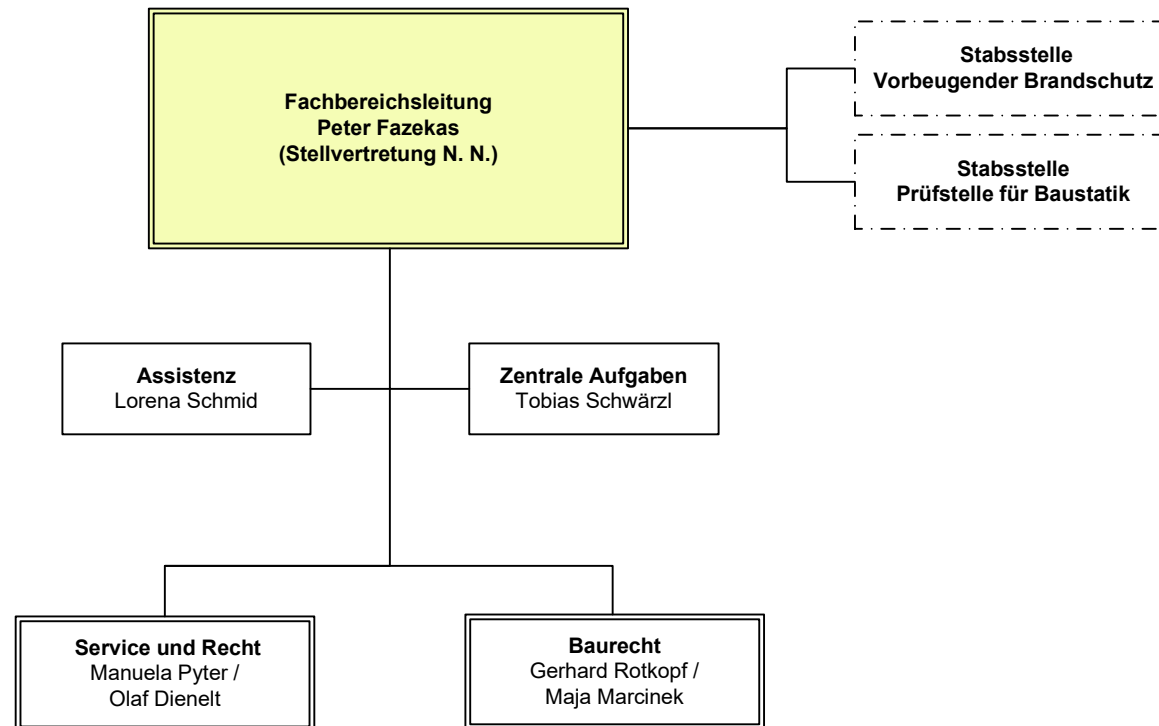 Fachbereichsleitung
Peter Fazekas
(Stellvertretung N. N.)
Stabsstelle
Vorbeugender Brandschutz
Stabsstelle
Prüfstelle für Baustatik
Assistenz
Lorena Schmid
Zentrale Aufgaben
Tobias Schwärzl
Service und Recht
Manuela Pyter /
Olaf Dienelt
Baurecht
Gerhard Rotkopf /
Maja Marcinek